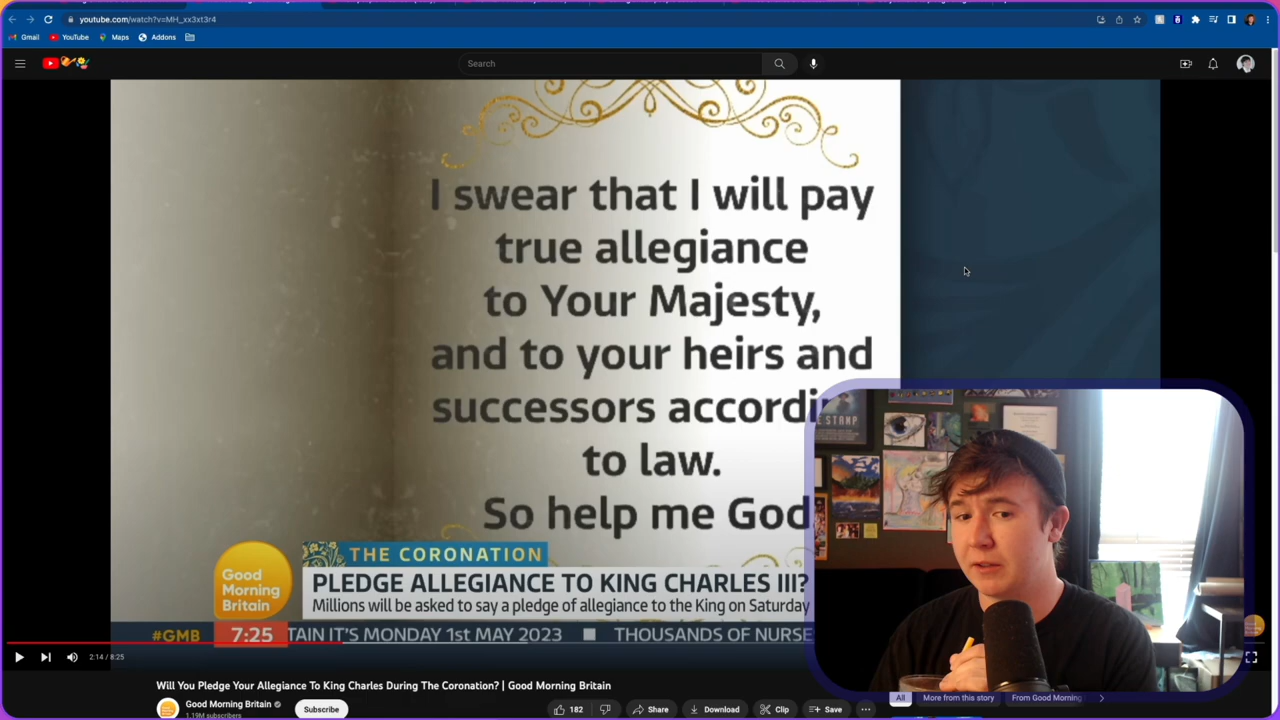 youtube.com/watch?v=MH_xx3xt3r4
Gmail YouTube Maps Addons
Search
I swear that I will pay
true allegiance
to Your Majesty,
and to your heirs and
successors accordi
to law.
So help me God
THE CORONATION
Good
Morning
Britain
PLEDGE ALLEGIANCE TO KING CHARLES III?
Millions will be asked to say a pledge of allegiance to the King on Saturday
#GMB 7:25 TAIN IT'S MONDAY 1st MAY 2023 THOUSANDS OF NURSE
2:14 / 8:25
Will You Pledge Your Allegiance To King Charles During The Coronation? | Good Morning Britain
Good Morning Britain
1.19M subscribers
Subscribe
182 Share Download Clip Save
All More from this story From Good Morning
STAMP